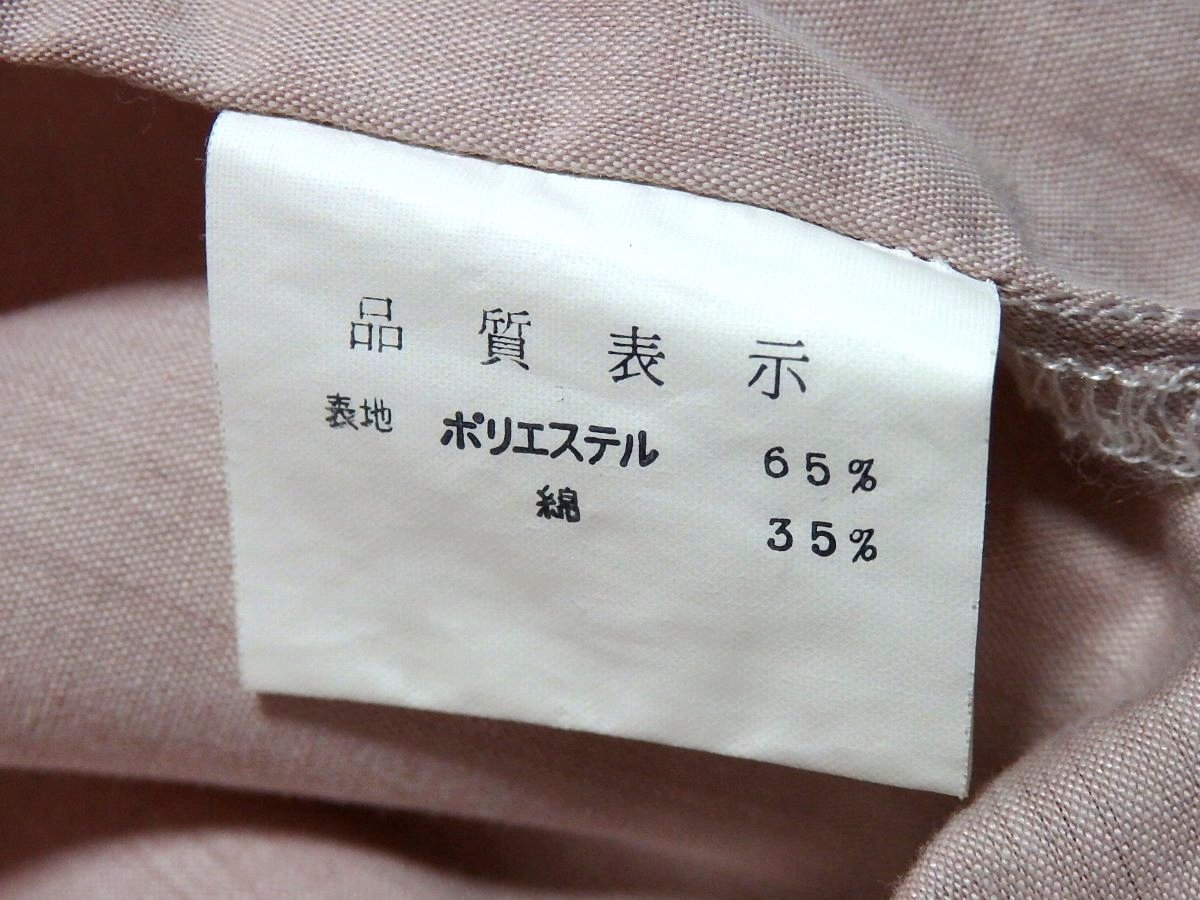 品質表示
表地 ポリエステル 65%
綿 35%